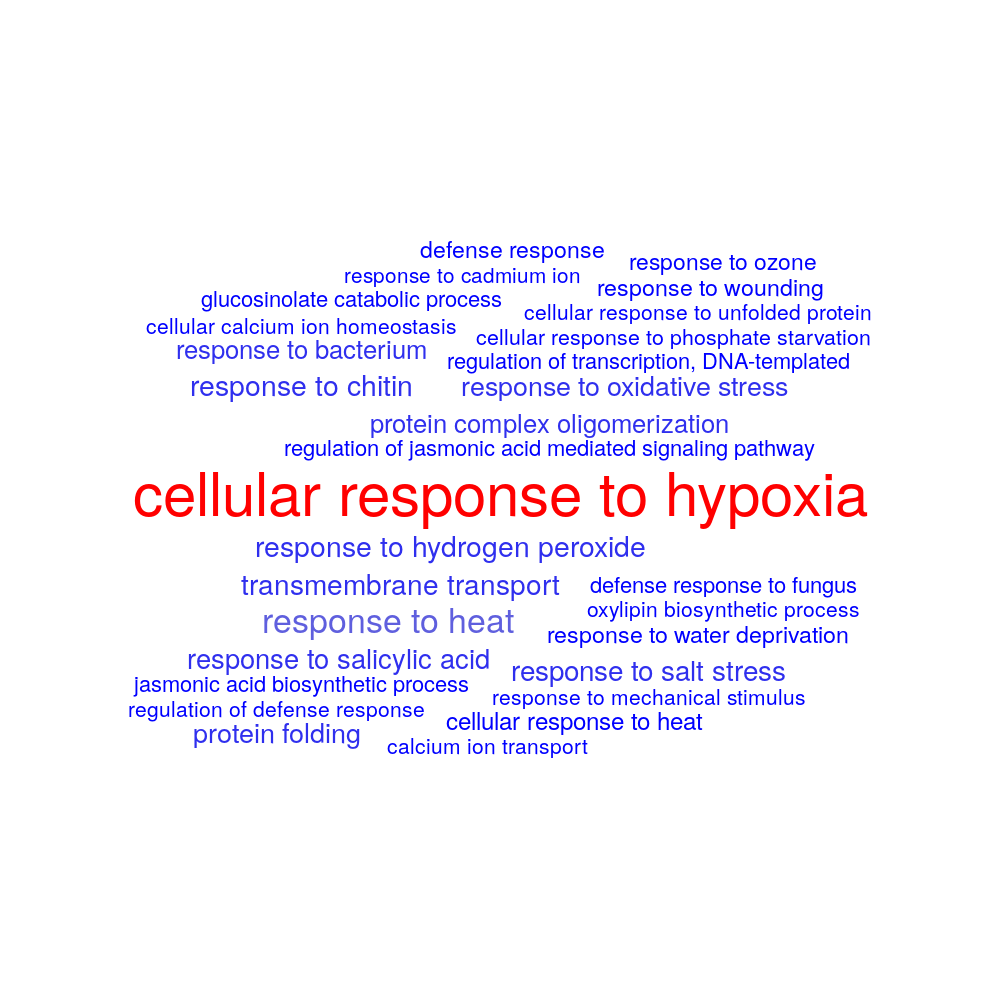 defense response
response to ozone
response to cadmium ion
response to wounding
glucosinolate catabolic process
cellular response to unfolded protein
cellular calcium ion homeostasis
cellular response to phosphate starvation
response to bacterium
regulation of transcription, DNA-templated
response to chitin
response to oxidative stress
protein complex oligomerization
regulation of jasmonic acid mediated signaling pathway
cellular response to hypoxia
response to hydrogen peroxide
transmembrane transport
defense response to fungus
oxylipin biosynthetic process
response to heat
response to water deprivation
response to salicylic acid
response to salt stress
jasmonic acid biosynthetic process
response to mechanical stimulus
regulation of defense response
cellular response to heat
protein folding
calcium ion transport